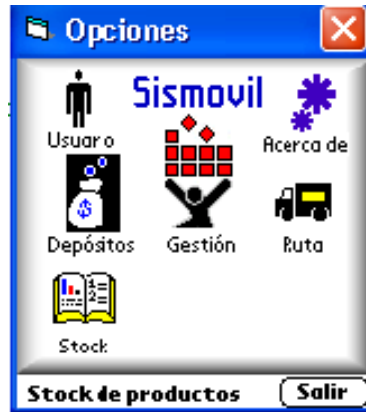 Opciones
Sismovil
Usuaro
Acerca de
Depósitos
Gestión
Ruta
Stock
Stock de productos
Salir